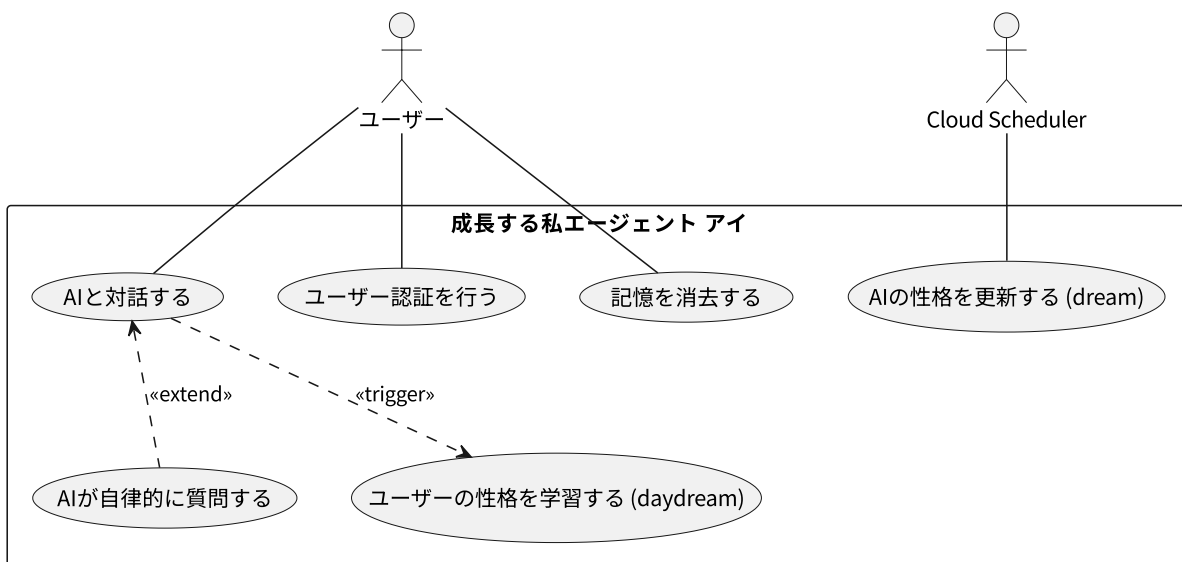 ユーザー
Cloud Scheduler
成長する私エージェント アイ
AIと対話する
ユーザー認証を行う
記憶を消去する
AIの性格を更新する (dream)
«extend»
«trigger»
AIが自律的に質問する
ユーザーの性格を学習する (daydream)